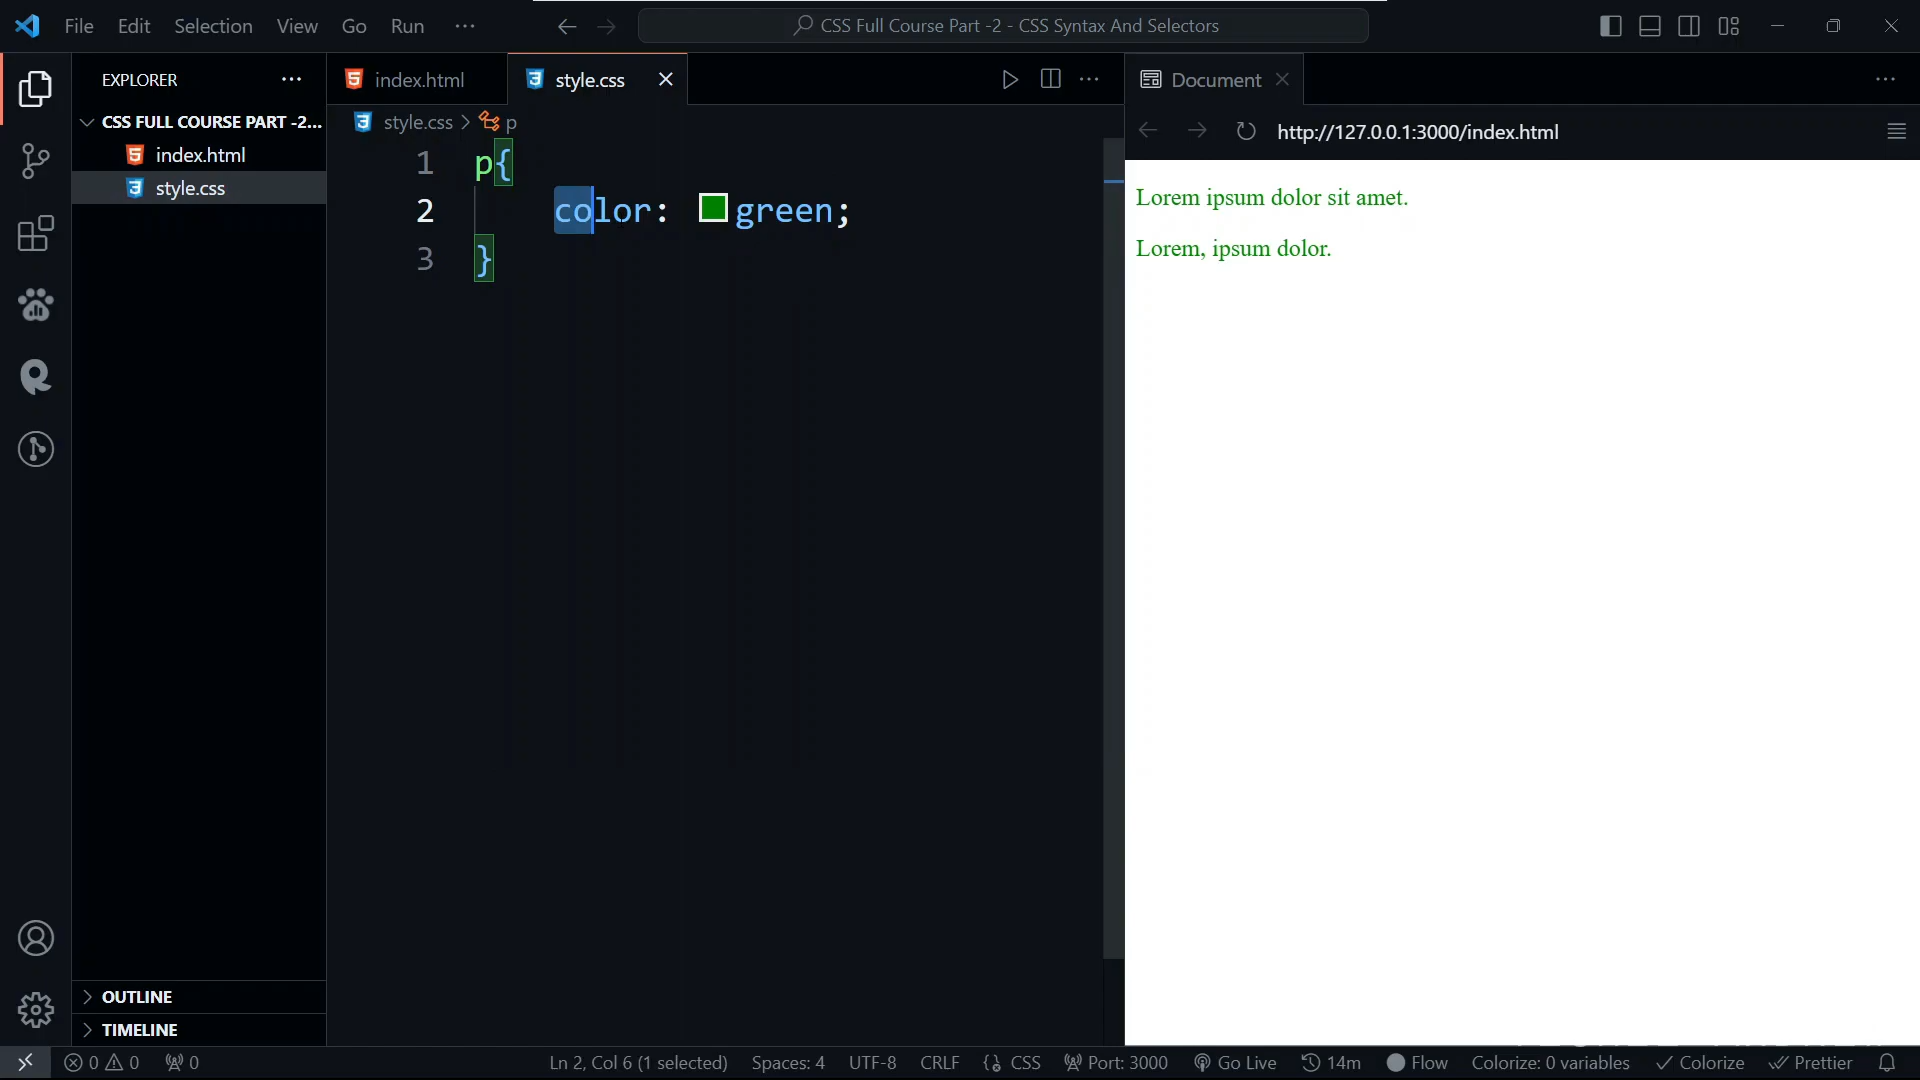 File Edit Selection View Go Run ··· CSS Full Course Part -2 - CSS Syntax And Selectors
EXPLORER
CSS FULL COURSE PART -2...
index.html
style.css
OUTLINE
TIMELINE
index.html style.css
style.css > p
1 p{
2 color: green;
3 }
Document
http://127.0.0.1:3000/index.html
Lorem ipsum dolor sit amet.
Lorem, ipsum dolor.
0 0 0 Ln 2, Col 6 (1 selected) Spaces: 4 UTF-8 CRLF CSS Port: 3000 Go Live 14m Flow Colorize: 0 variables Colorize Prettier